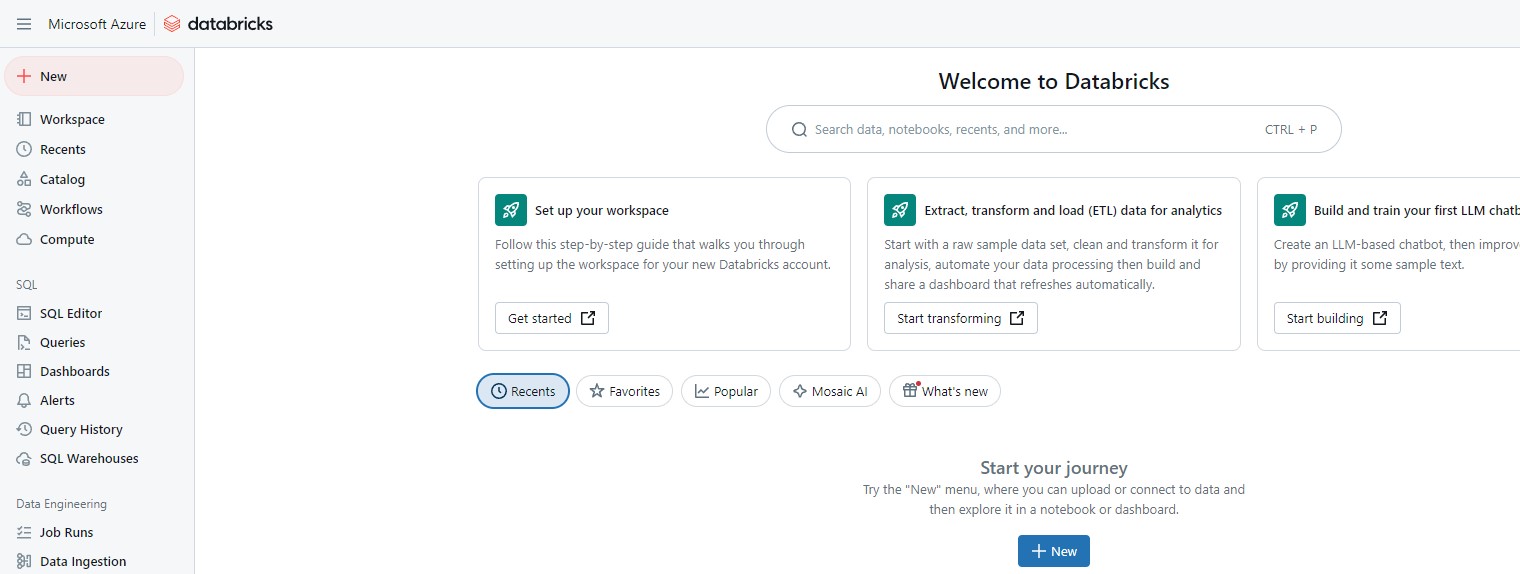 Microsoft Azure databricks
New
Workspace
Recents
Catalog
Workflows
Compute
SQL
SQL Editor
Queries
Dashboards
Alerts
Query History
SQL Warehouses
Data Engineering
Job Runs
Data Ingestion
Welcome to Databricks
Search data, notebooks, recents, and more... CTRL + P
Set up your workspace
Follow this step-by-step guide that walks you through
setting up the workspace for your new Databricks account.
Get started
Extract, transform and load (ETL) data for analytics
Start with a raw sample data set, clean and transform it for
analysis, automate your data processing then build and
share a dashboard that refreshes automatically.
Start transforming
Build and train your first LLM chatb
Create an LLM-based chatbot, then improv
by providing it some sample text.
Start building
Recents Favorites Popular Mosaic AI What's new
Start your journey
Try the "New" menu, where you can upload or connect to data and
then explore it in a notebook or dashboard.
New